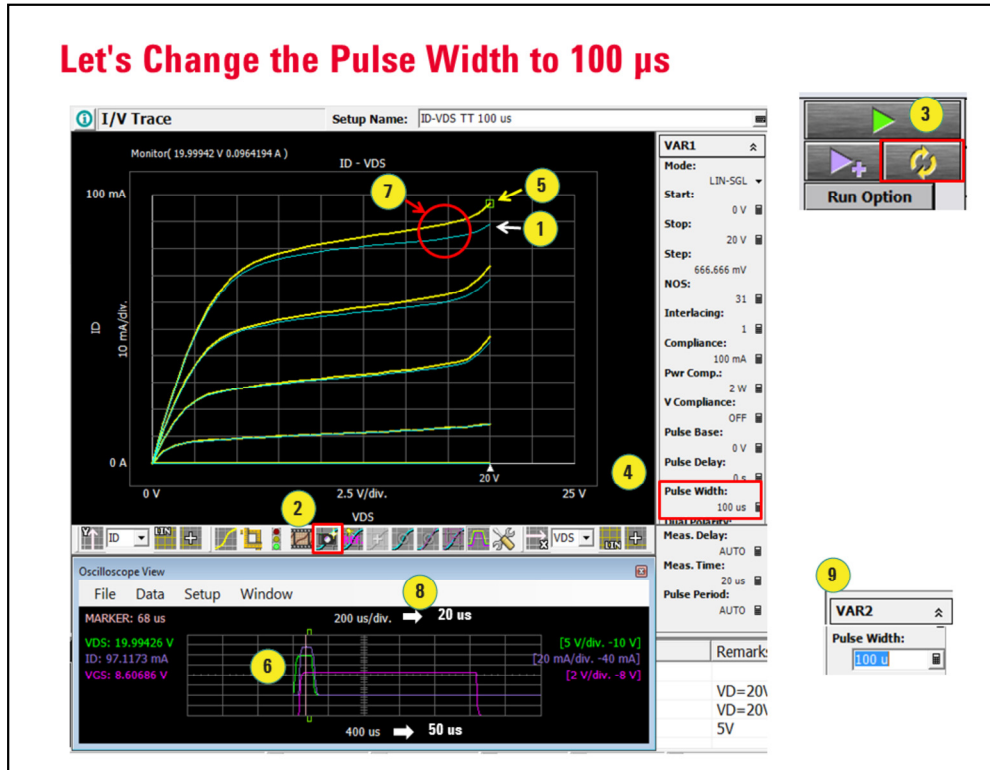 Let's Change the Pulse Width to 100 µs
I/V Trace
Setup Name: ID-VDS TT 100 us
Monitor( 19.99942 V 0.0964194 A )
ID - VDS
100 mA
ID
10 mA/div.
0 A
0 V
2.5 V/div.
20 V
25 V
VDS
7
5
1
4
2
VAR1
Mode:
LIN-SGL
Start:
0 V
Stop:
20 V
Step:
666.666 mV
NOS:
31
Interlacing:
1
Compliance:
100 mA
Pwr Comp.:
2 W
V Compliance:
OFF
Pulse Base:
0 V
Pulse Delay:
0 s
Pulse Width:
100 us
Dual Polarity:
Meas. Delay:
AUTO
Meas. Time:
20 us
Pulse Period:
AUTO
3
Run Option
Y ID LIN X VDS LIN
Oscilloscope View
File Data Setup Window
8
MARKER: 68 us
200 us/div. 20 us
VDS: 19.99426 V
ID: 97.1173 mA
VGS: 8.60686 V
6
[5 V/div. -10 V]
[20 mA/div. -40 mA]
[2 V/div. -8 V]
400 us 50 us
Remarks
VD=20V
VD=20V
5V
9
VAR2
Pulse Width:
100 u